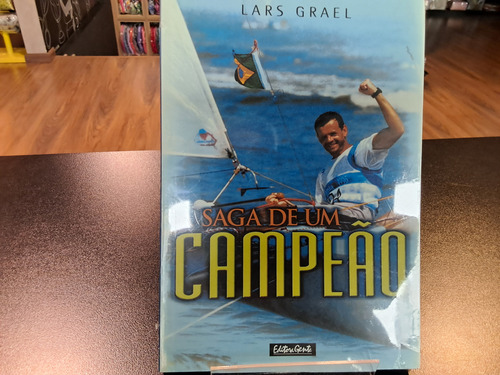 LARS GRAEL
SAGA DE UM
CAMPEÃO
Editora Gente